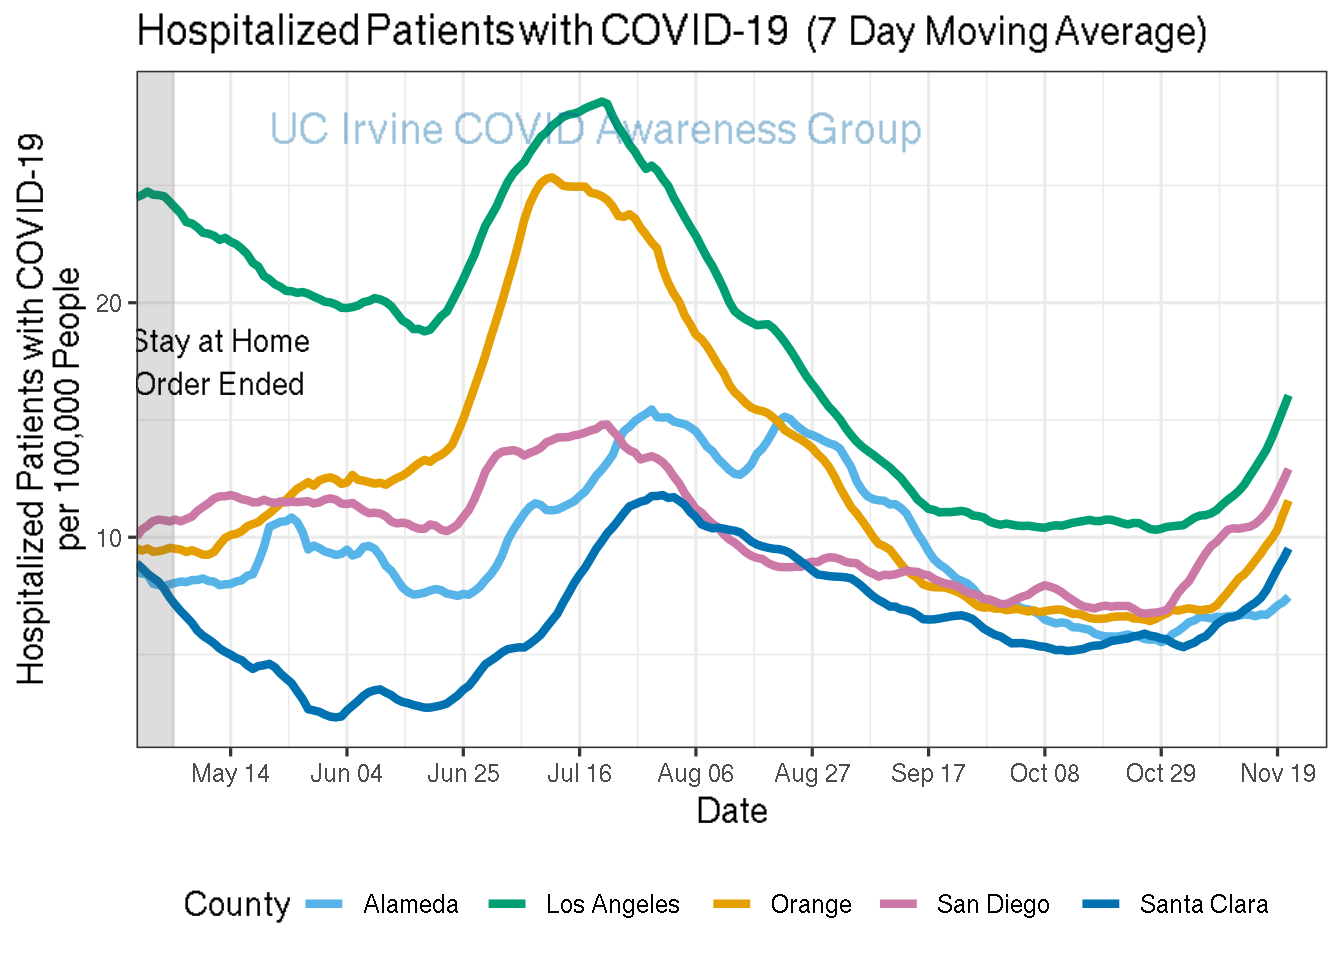 Hospitalized Patients with COVID-19 (7 Day Moving Average)
UC Irvine COVID Awareness Group
Hospitalized Patients with COVID-19
per 100,000 People
20
10
Stay at Home
Order Ended
May 14 Jun 04 Jun 25 Jul 16 Aug 06 Aug 27 Sep 17 Oct 08 Oct 29 Nov 19
Date
County Alameda Los Angeles Orange San Diego Santa Clara